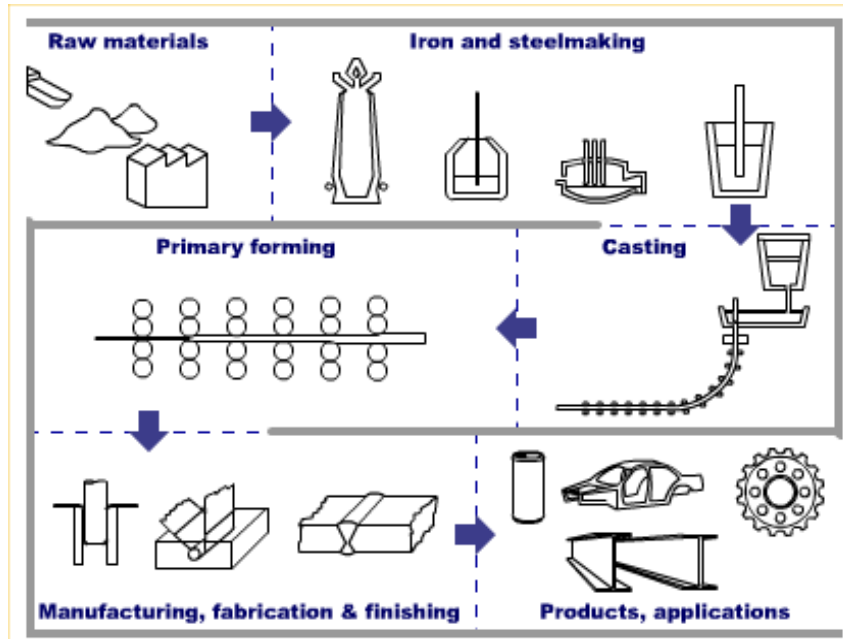 Raw materials
Iron and steelmaking
Primary forming
Casting
Manufacturing, fabrication & finishing
Products, applications